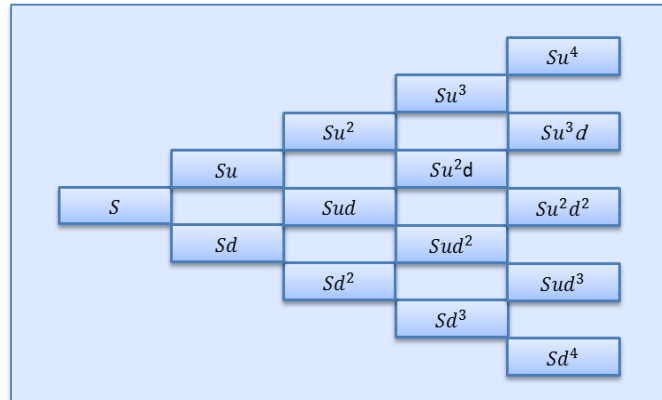 Su⁴
Su³
Su² Su³d
Su Su²d
S Sud Su²d²
Sd Sud²
Sd² Sud³
Sd³
Sd⁴